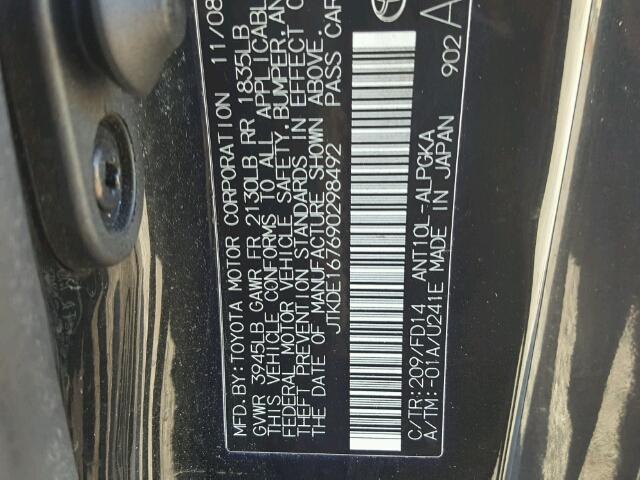 MFD.BY:TOYOTA MOTOR CORPORATION 11/08
GVWR 3945LB GAWR FR 2130LB RR 1835LB
THIS VEHICLE CONFORMS TO ALL APPLICABL
FEDERAL MOTOR VEHICLE SAFETY,BUMPER,AN
THEFT PREVENTION STANDARDS IN EFFECT O
THE DATE OF MANUFACTURE SHOWN ABOVE.
JTKDE167690298492 PASS CAR
C/TR:209/FD14 ANT10L-ALPGKA
A/TM:-01A/U241E MADE IN JAPAN 902
A